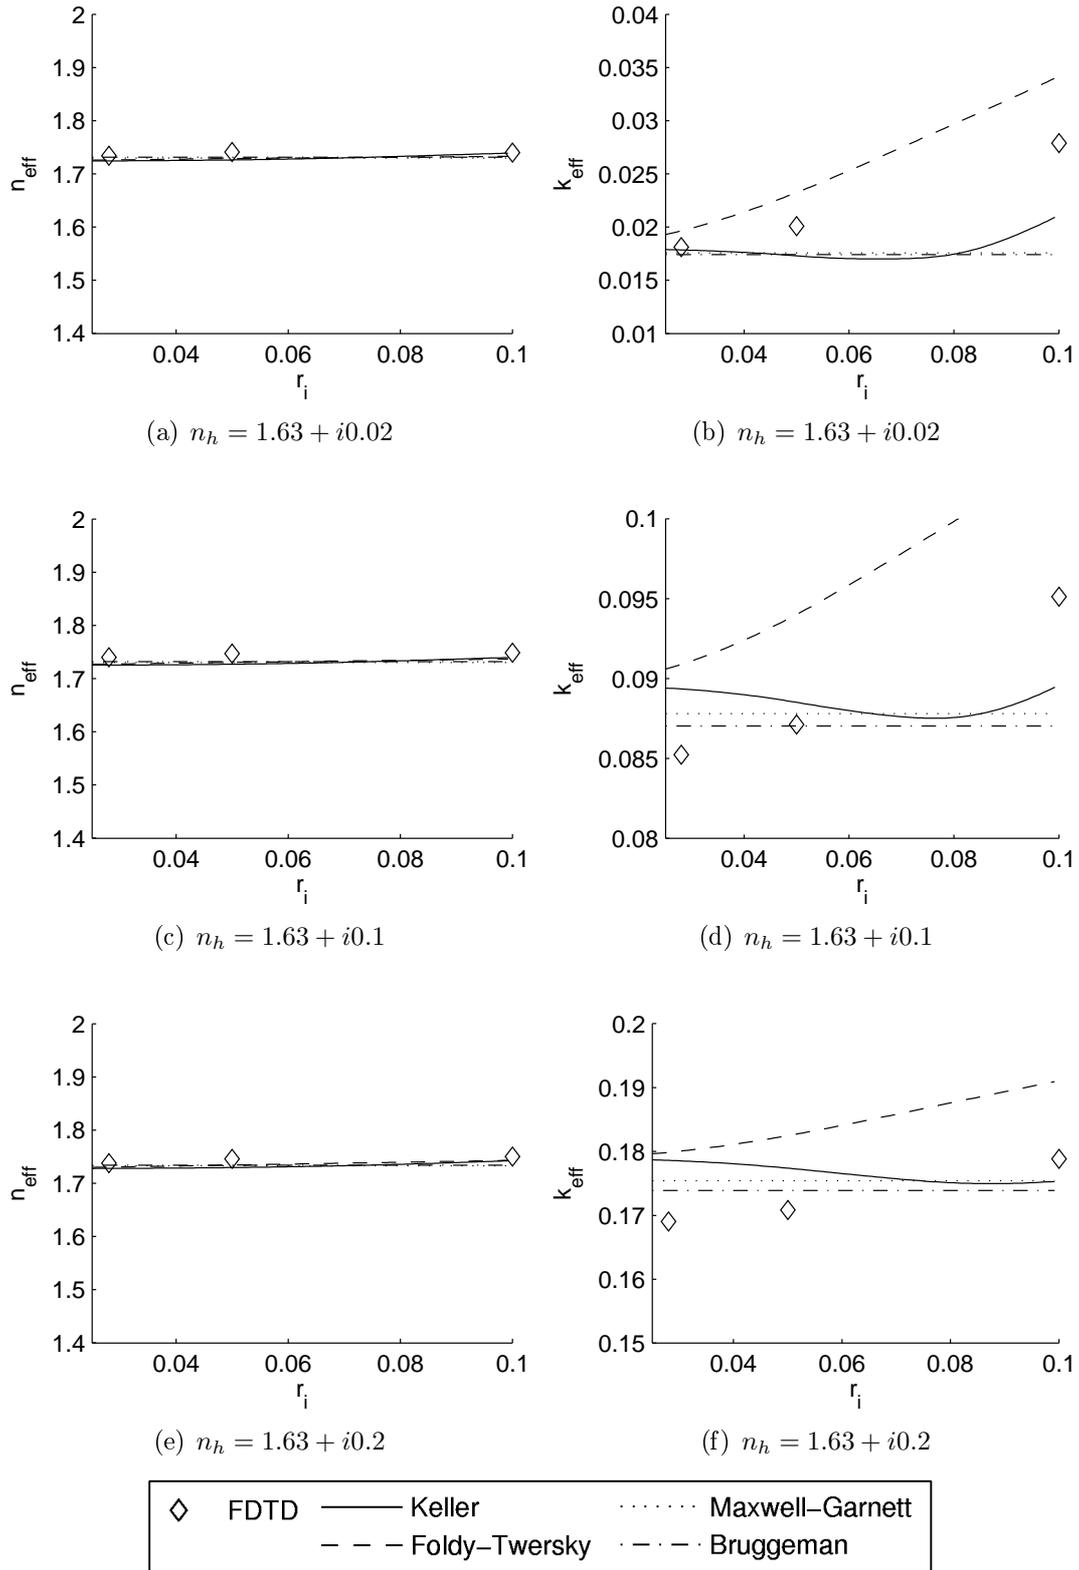 2
1.9
1.8
1.7
1.6
1.5
1.4
n_eff
0.04 0.06 0.08 0.1
r_i
(a) n_h = 1.63 + i0.02
0.04
0.035
0.03
0.025
0.02
0.015
0.01
k_eff
0.04 0.06 0.08 0.1
r_i
(b) n_h = 1.63 + i0.02
2
1.9
1.8
1.7
1.6
1.5
1.4
n_eff
0.04 0.06 0.08 0.1
r_i
(c) n_h = 1.63 + i0.1
0.1
0.095
0.09
0.085
0.08
k_eff
0.04 0.06 0.08 0.1
r_i
(d) n_h = 1.63 + i0.1
2
1.9
1.8
1.7
1.6
1.5
1.4
n_eff
0.04 0.06 0.08 0.1
r_i
(e) n_h = 1.63 + i0.2
0.2
0.19
0.18
0.17
0.16
0.15
k_eff
0.04 0.06 0.08 0.1
r_i
(f) n_h = 1.63 + i0.2
FDTD
Keller
Foldy−Twersky
Maxwell−Garnett
Bruggeman